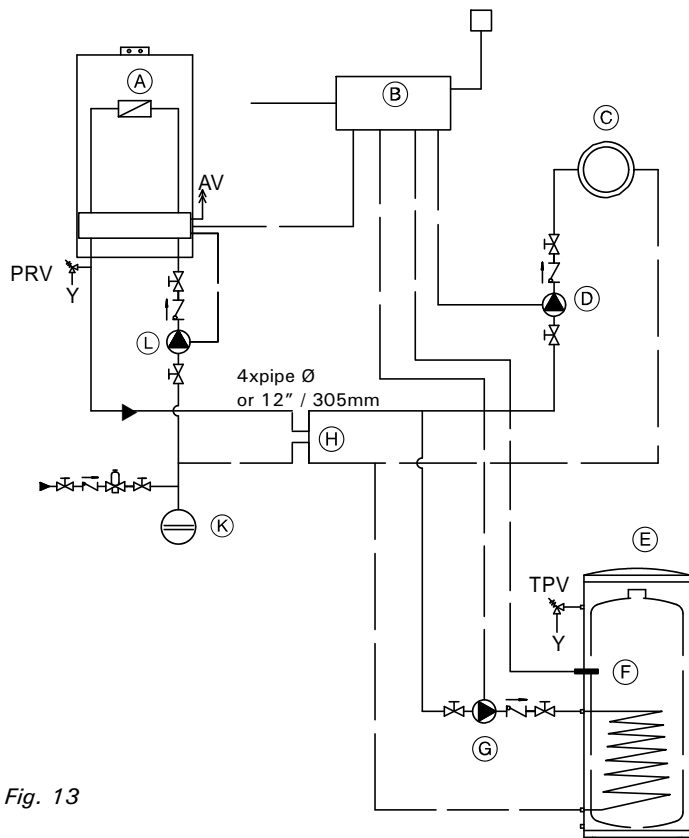 A
B
C
AV
PRV
Y
D
L
4xpipe Ø
or 12" / 305mm
H
K
E
TPV
Y
F
G
Fig. 13